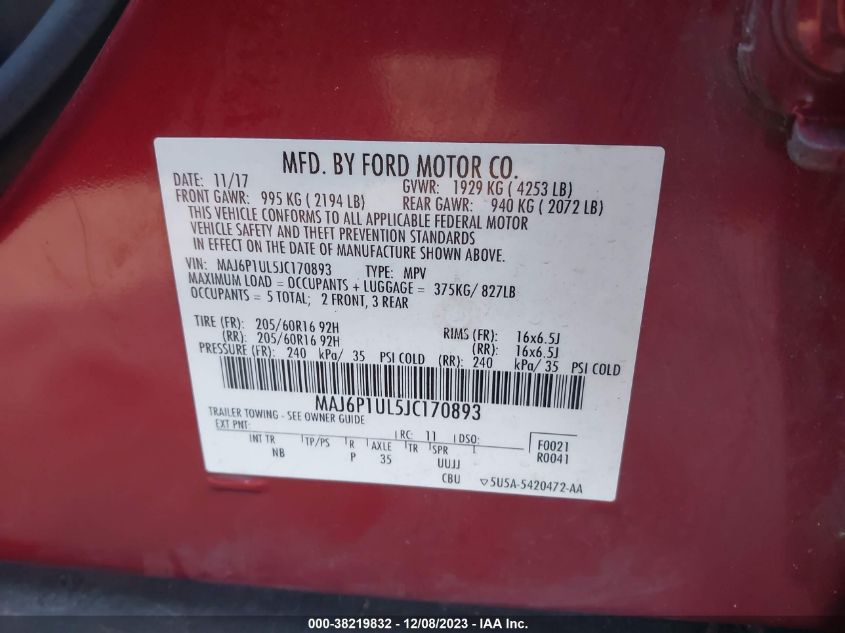 MFD. BY FORD MOTOR CO.
DATE: 11/17 GVWR: 1929 KG ( 4253 LB)
FRONT GAWR: 995 KG ( 2194 LB) REAR GAWR: 940 KG ( 2072 LB)
THIS VEHICLE CONFORMS TO ALL APPLICABLE FEDERAL MOTOR
VEHICLE SAFETY AND THEFT PREVENTION STANDARDS
IN EFFECT ON THE DATE OF MANUFACTURE SHOWN ABOVE.
VIN: MAJ6P1UL5JC170893 TYPE: MPV
MAXIMUM LOAD = OCCUPANTS + LUGGAGE = 375KG/ 827LB
OCCUPANTS = 5 TOTAL; 2 FRONT, 3 REAR
TIRE (FR): 205/60R16 92H RIMS (FR): 16x6.5J
(RR): 205/60R16 92H (RR): 16x6.5J
PRESSURE (FR): 240 kPa/ 35 PSI COLD (RR): 240 kPa/ 35 PSI COLD
MAJ6P1UL5JC170893
TRAILER TOWING - SEE OWNER GUIDE
EXT PNT: RC: 11 DSO: F0021
INT TR TP/PS R AXLE TR SPR R0041
NB P 35 UUJJ
CBU 5U5A-5420472-AA
000-38219832 - 12/08/2023 - IAA Inc.